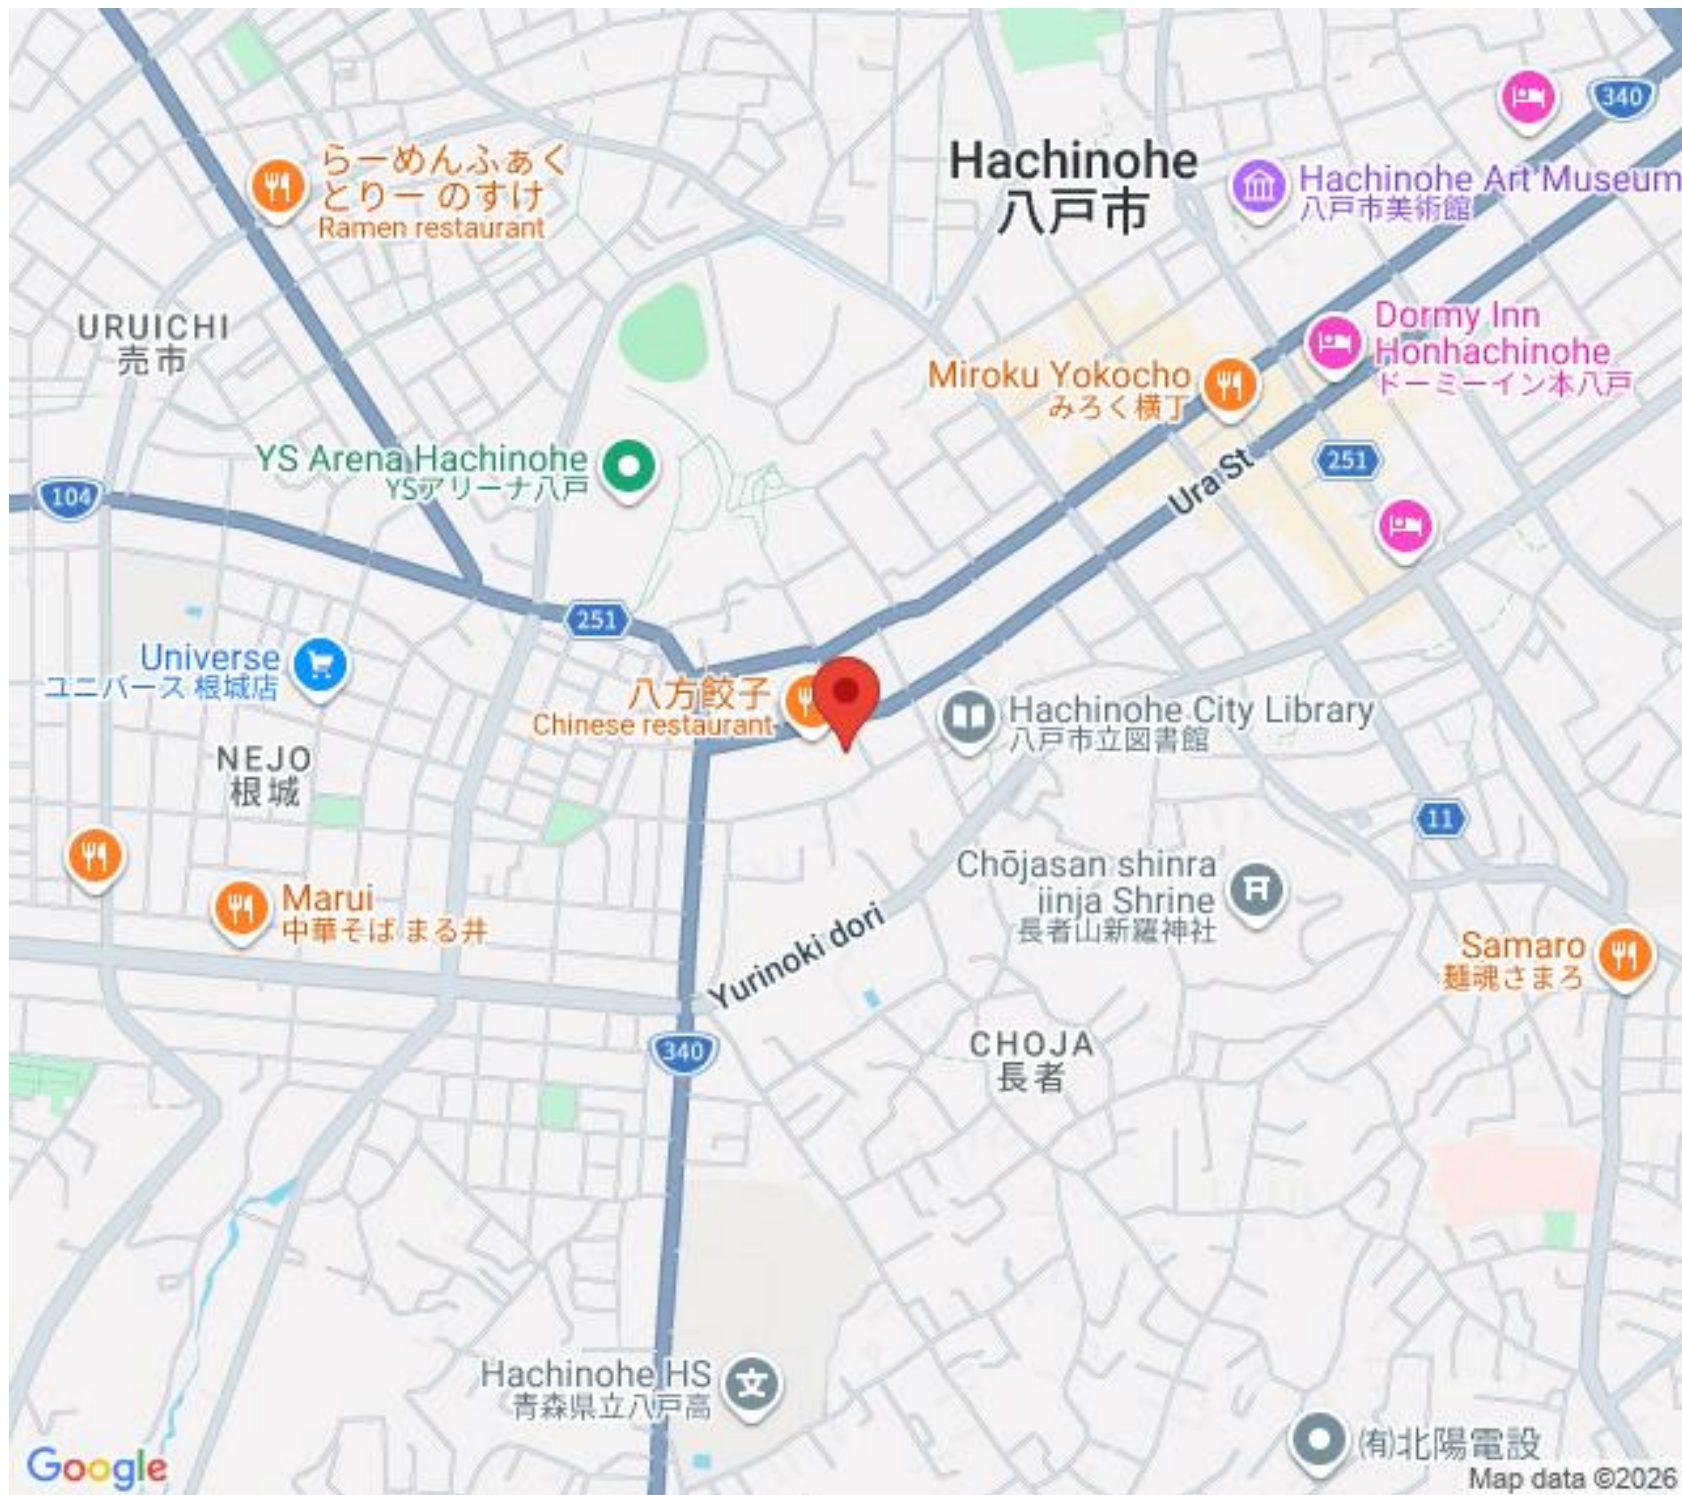 340
らーめんふぁく
とりー のすけ
Ramen restaurant
Hachinohe
八戸市
Hachinohe Art Museum
八戸市美術館
URUICHI
売市
Dormy Inn
Honhachinohe
ドーミーイン本八戸
Miroku Yokocho
みろく横丁
YS Arena Hachinohe
YSアリーナ八戸
251
Ura St
104
251
Universe
ユニバース 根城店
八方餃子
Chinese restaurant
Hachinohe City Library
八戸市立図書館
NEJO
根城
11
Chōjasan shinra
jinja Shrine
長者山新羅神社
Marui
中華そば まる井
Yurinoki dori
Samaro
麺魂さまろ
340
CHOJA
長者
Hachinohe HS
青森県立八戸高
㈲北陽電設
Google
Map data ©2026